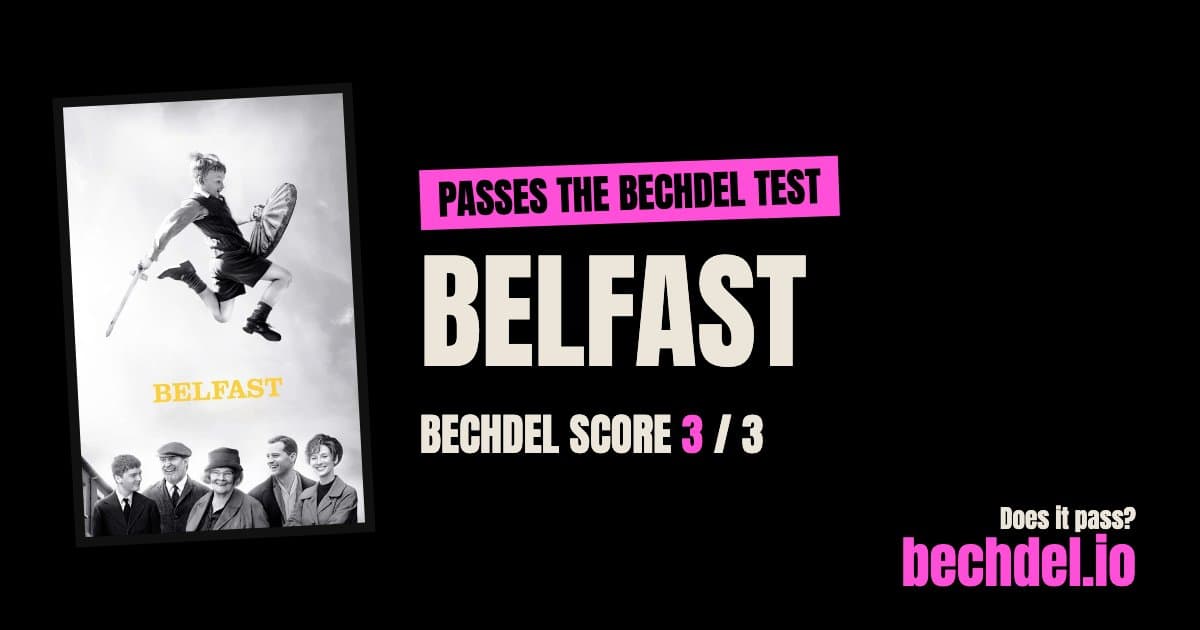 PASSES THE BECHDEL TEST
BELFAST
BECHDEL SCORE 3 / 3
BELFAST
Does it pass?
bechdel.io